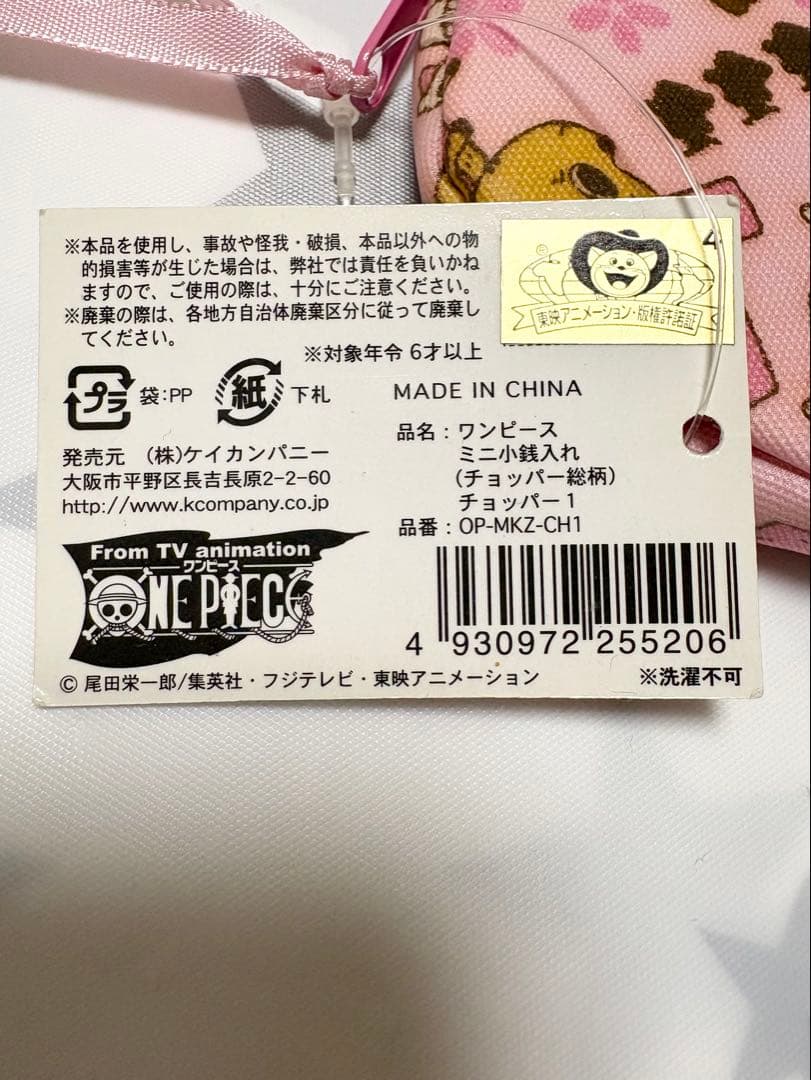 ※本品を使用し、事故や怪我・破損、本品以外への物
的損害等が生じた場合は、弊社では責任を負いかね
ますので、ご使用の際は、十分にご注意ください。
※廃棄の際は、各地方自治体廃棄区分に従って廃棄し
てください。
※対象年令 6才以上
東映アニメーション・版権許諾証
プラ 袋:PP 紙 下札
MADE IN CHINA
発売元 (株)ケイカンパニー
大阪市平野区長吉長原2-2-60
http://www.kcompany.co.jp
品名:ワンピース
ミニ小銭入れ
(チョッパー総柄)
チョッパー1
品番:OP-MKZ-CH1
From TV animation
ワンピース
ONE PIECE
4 930972 255206
© 尾田栄一郎/集英社・フジテレビ・東映アニメーション
※洗濯不可